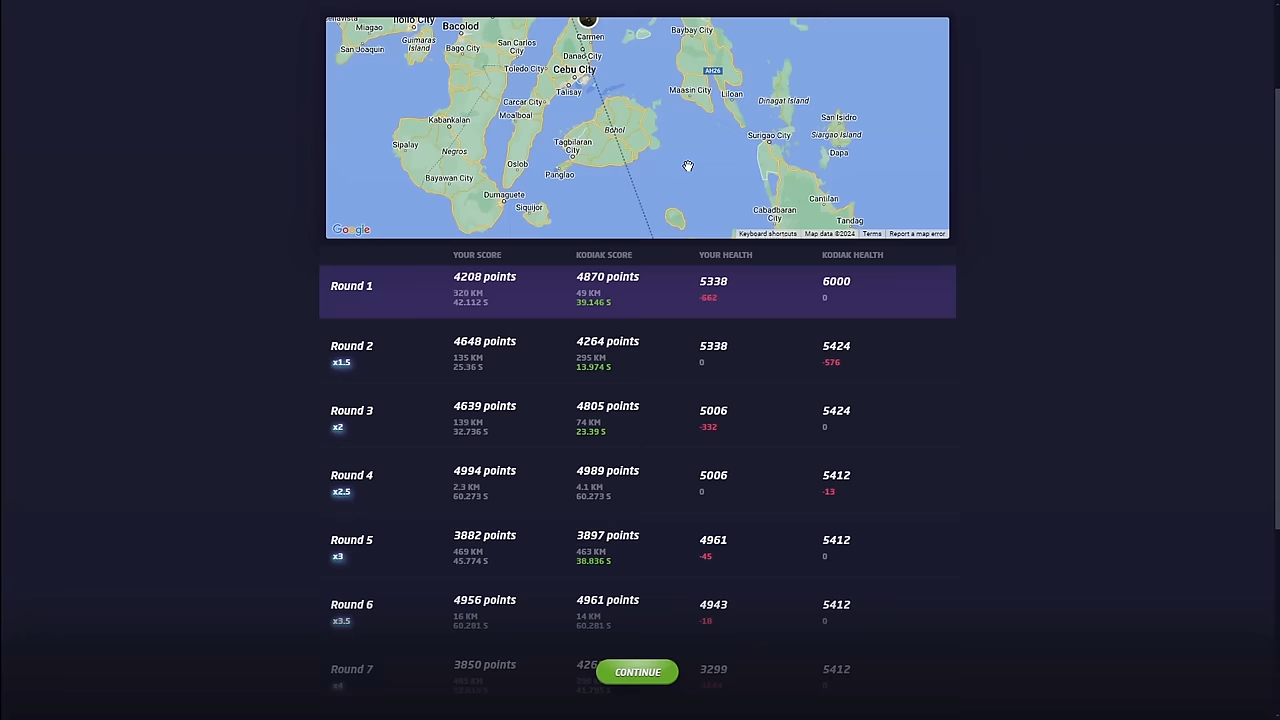 Iloilo City
Bacolod
Miagao
San Joaquin
Guimaras
Island
Bago City
San Carlos
City
Carmen
Danao City
Baybay City
Toledo City
Cebu City
Talisay
AH26
Maasin City
Liloan
Dinagat Island
Carcar City
Moalboal
Kabankalan
Bohol
San Isidro
Siargao Island
Surigao City
Dapa
Sipalay
Negros
Tagbilaran
City
Oslob
Panglao
Bayawan City
Dumaguete
Siquijor
Cabadbaran
City
Cantilan
Tandag
Google
Keyboard shortcuts
Map data ©2024
Terms
Report a map error
YOUR SCORE KODIAK SCORE YOUR HEALTH KODIAK HEALTH
Round 1 4208 points 4870 points 5338 6000
320 KM 49 KM -662 0
42.112 S 39.146 S
Round 2 4648 points 4264 points 5338 5424
x1.5 135 KM 295 KM 0 -576
25.36 S 13.974 S
Round 3 4639 points 4805 points 5006 5424
x2 139 KM 74 KM -332 0
32.736 S 23.39 S
Round 4 4994 points 4989 points 5006 5412
x2.5 2.3 KM 4.1 KM 0 -13
60.273 S 60.273 S
Round 5 3882 points 3897 points 4961 5412
x3 469 KM 463 KM -45 0
45.774 S 38.836 S
Round 6 4956 points 4961 points 4943 5412
x3.5 16 KM 14 KM -18 0
60.281 S 60.281 S
Round 7 3850 points 3299 5412
x4 0
CONTINUE